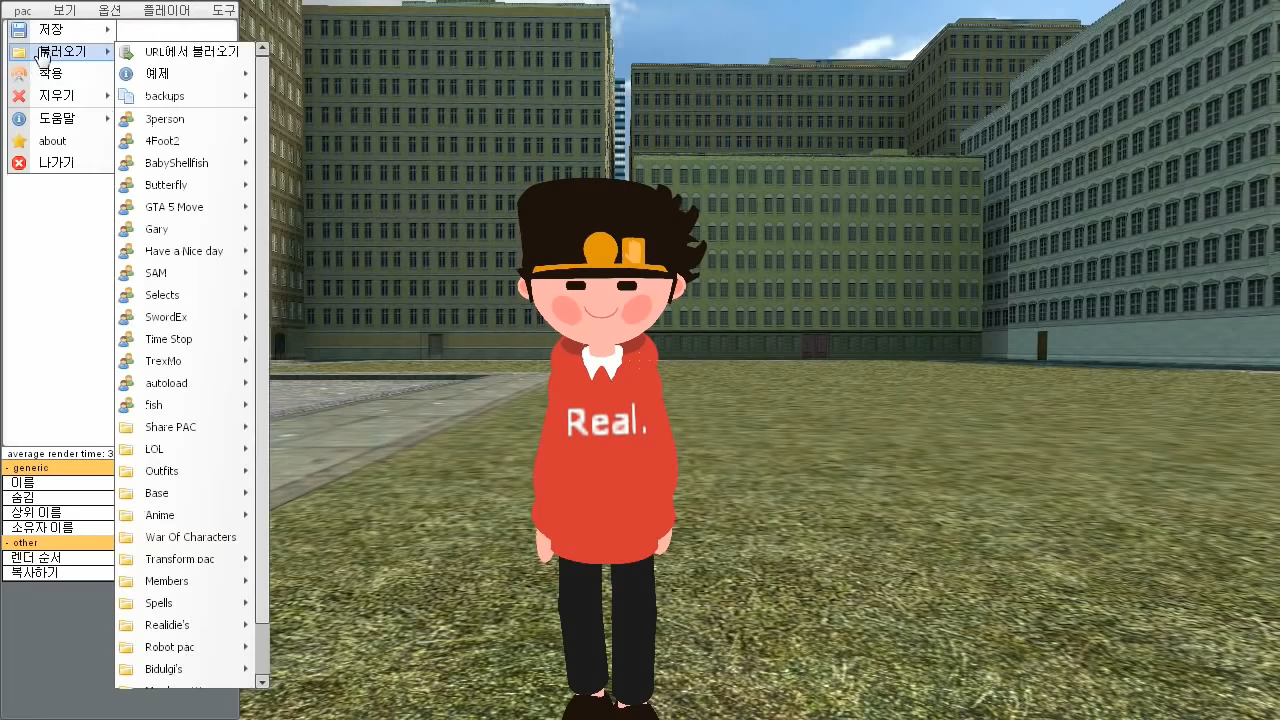 pac 보기 옵션 플레이어 도구
저장
불러오기
착용
지우기
도움말
about
나가기
URL에서 불러오기
예제
backups
3person
4Foot2
BabyShellfish
Butterfly
GTA 5 Move
Gary
Have a Nice day
SAM
Selects
SwordEx
Time Stop
TrexMo
autoload
fish
Share PAC
LOL
Outfits
Base
Anime
War Of Characters
Transform pac
Members
Spells
Realidie's
Robot pac
Bidulgi's
average render time: 3
- generic
이름
숨김
상위 이름
소유자 이름
- other
렌더 순서
복사하기
Real.